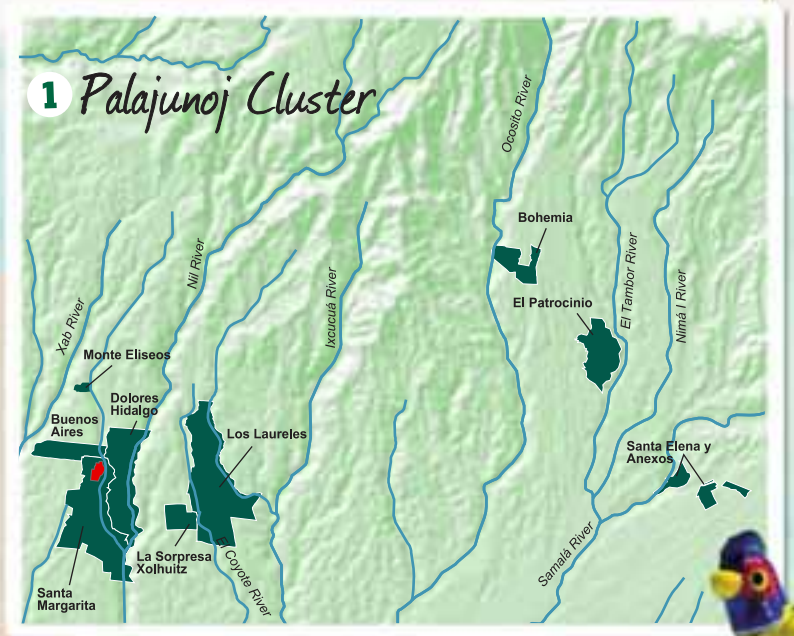 1 Palajunoj Cluster
Ocosito River
Bohemia
El Patrocinio
El Tambor River
Nimá I River
Nil River
Ixcucuá River
Xab River
Monte Eliseos
Dolores
Hidalgo
Buenos
Aires
Los Laureles
Santa Elena y
Anexos
La Sorpresa
Xolhuitz
El Coyote River
Samalá River
Santa
Margarita